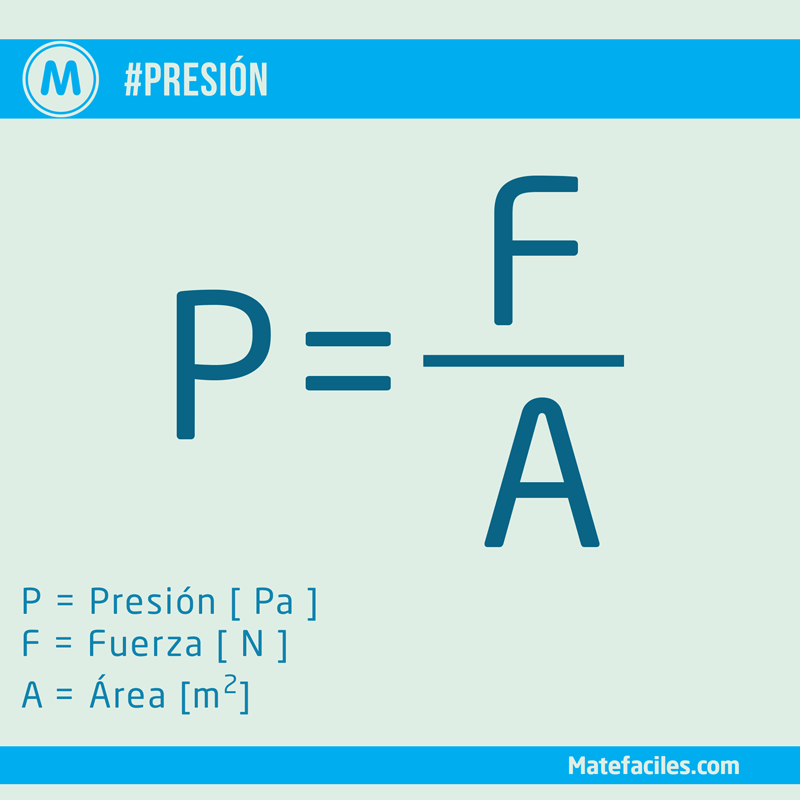 M #PRESIÓN
P = F
A
P = Presión [ Pa ]
F = Fuerza [ N ]
A = Área [m²]
Matefaciles.com